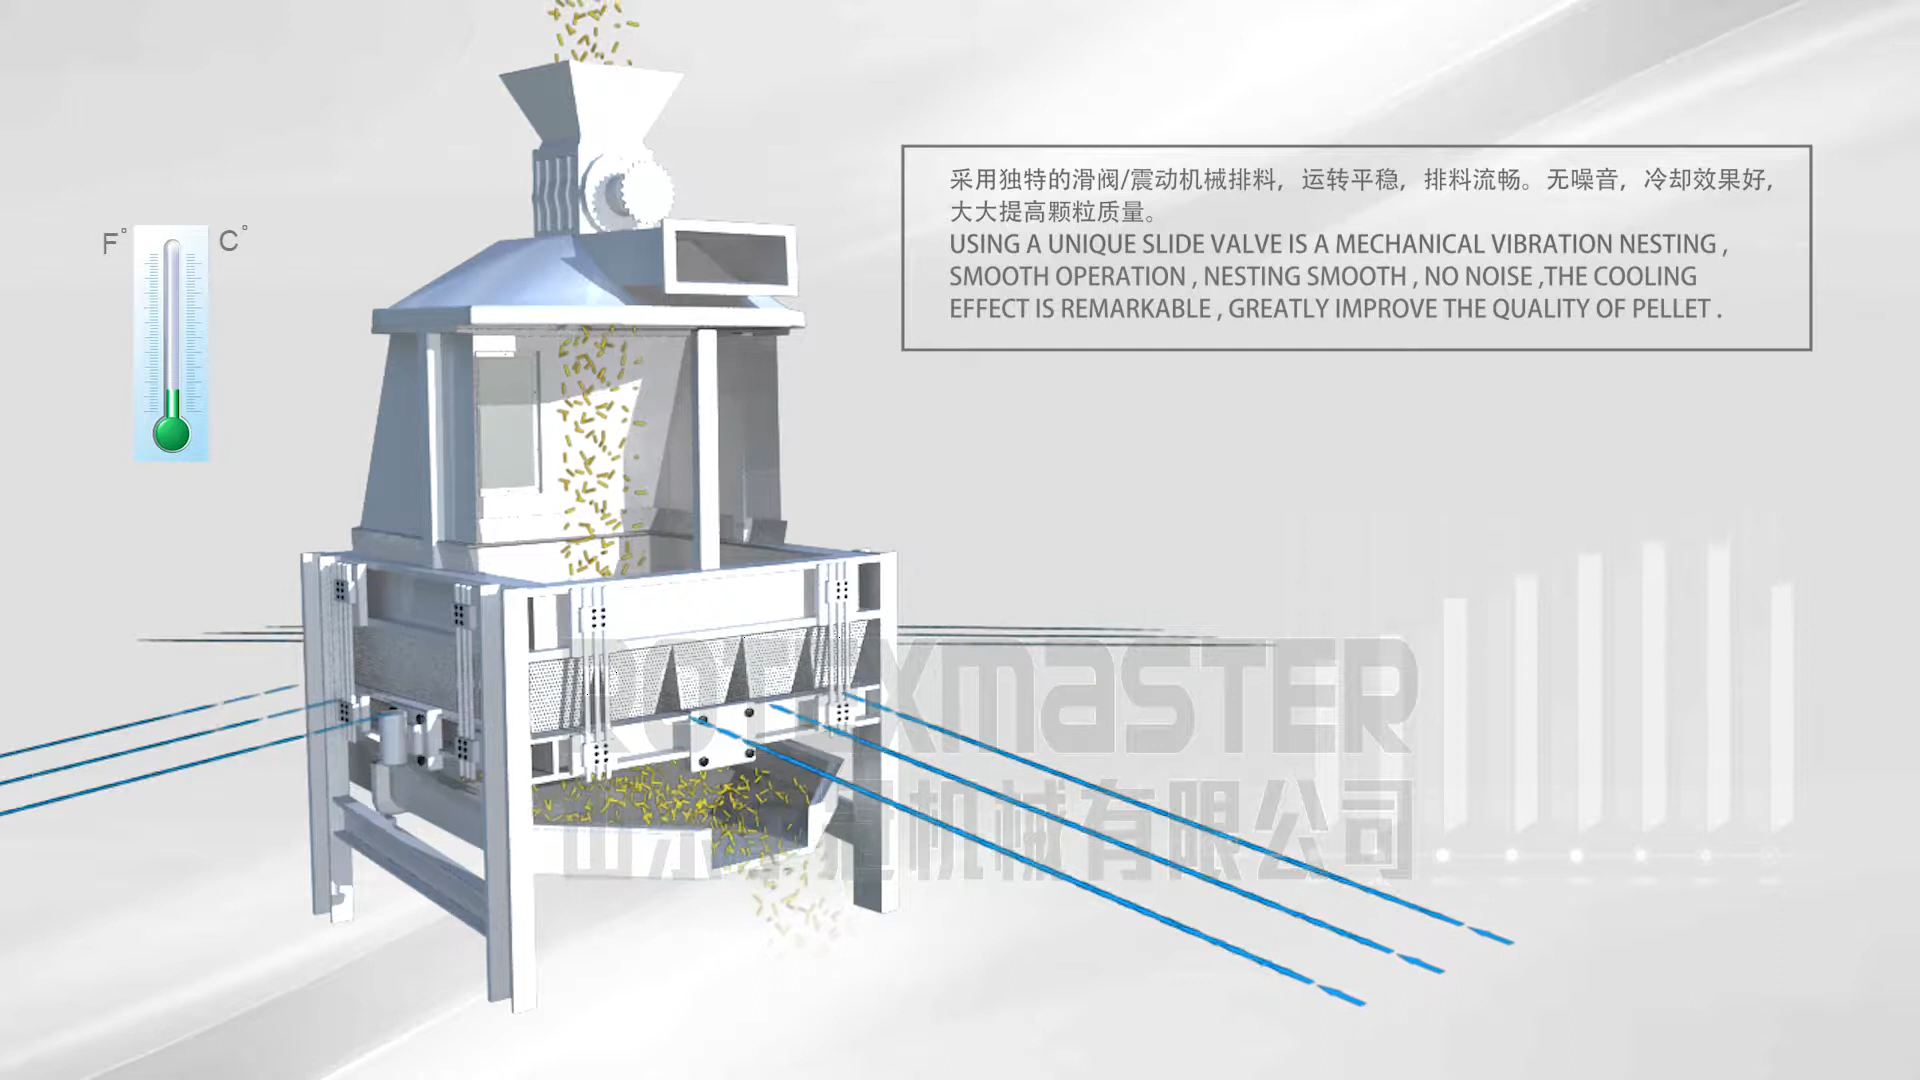 F° C°
采用独特的滑阀/震动机械排料，运转平稳，排料流畅。无噪音，冷却效果好，
大大提高颗粒质量。
USING A UNIQUE SLIDE VALVE IS A MECHANICAL VIBRATION NESTING ,
SMOOTH OPERATION , NESTING SMOOTH , NO NOISE ,THE COOLING
EFFECT IS REMARKABLE , GREATLY IMPROVE THE QUALITY OF PELLET .
机械有限公司